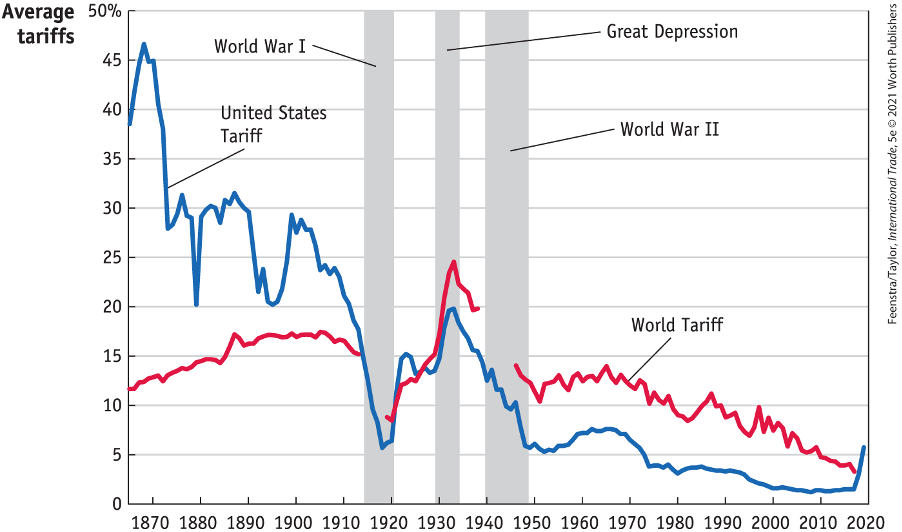 Average
tariffs
50%
45
40
35
30
25
20
15
10
5
0
World War I
Great Depression
United States
Tariff
World War II
World Tariff
1870 1880 1890 1900 1910 1920 1930 1940 1950 1960 1970 1980 1990 2000 2010 2020
Feenstra/Taylor, International Trade, 5e © 2021 Worth Publishers